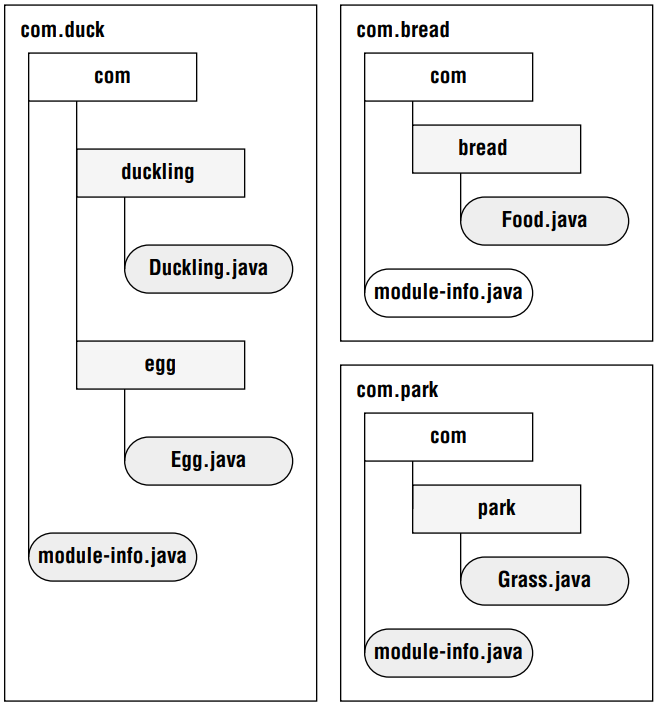 com.duck
com
duckling
Duckling.java
egg
Egg.java
module-info.java
com.bread
com
bread
Food.java
module-info.java
com.park
com
park
Grass.java
module-info.java